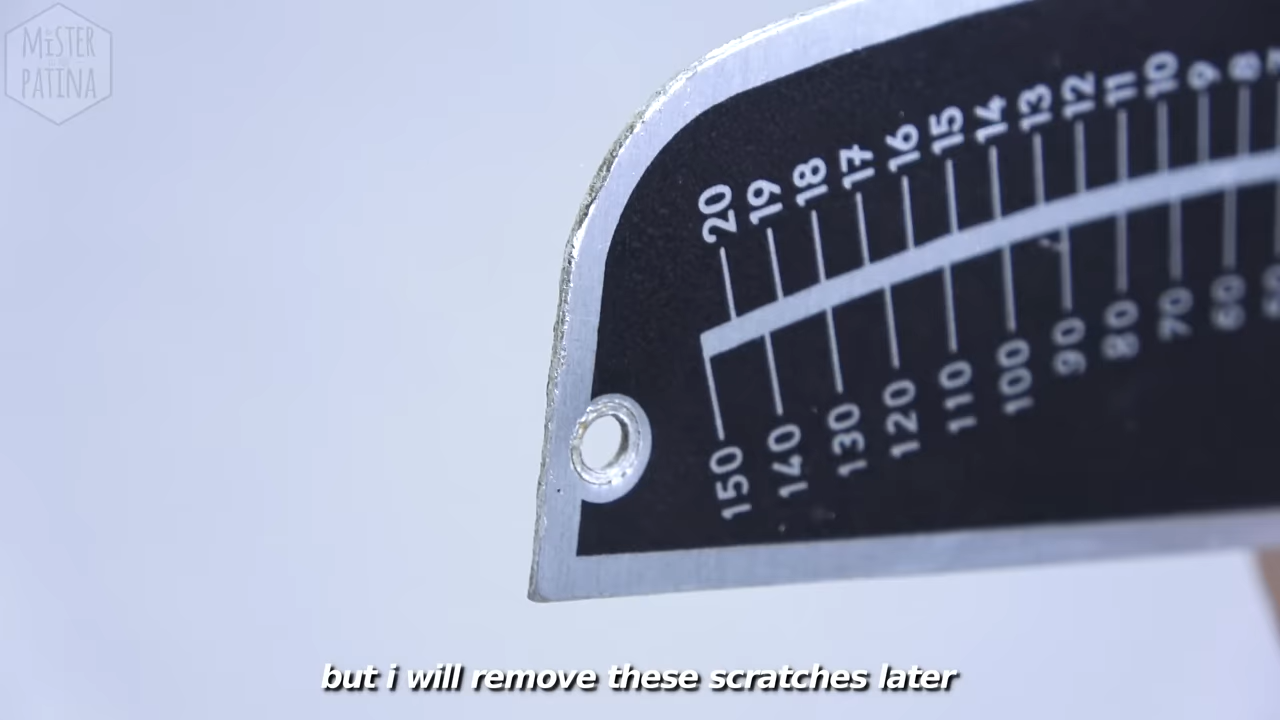 MiSTER
PATINA
20 19 18 17 16 15 14 13 12 11 10 9 8
150 140 130 120 110 100 90 80 70 60
but i will remove these scratches later